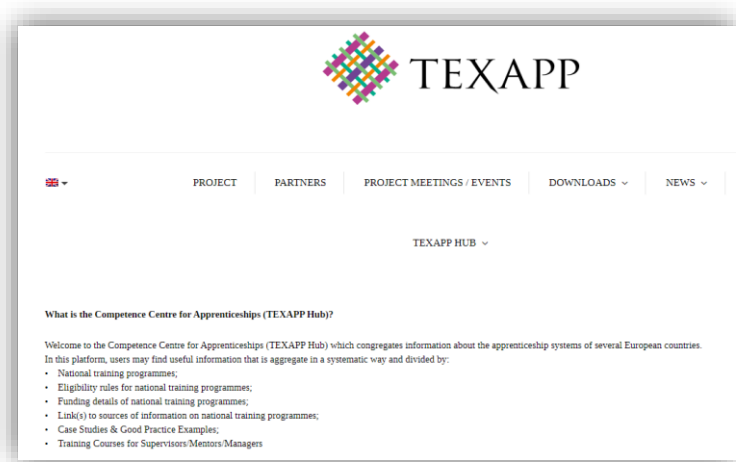 TEXAPP
PROJECT
PARTNERS
PROJECT MEETINGS / EVENTS
DOWNLOADS
NEWS
TEXAPP HUB
What is the Competence Centre for Apprenticeships (TEXAPP Hub)?
Welcome to the Competence Centre for Apprenticeships (TEXAPP Hub) which congregates information about the apprenticeship systems of several European countries.
In this platform, users may find useful information that is aggregate in a systematic way and divided by:
• National training programmes;
• Eligibility rules for national training programmes;
• Funding details of national training programmes;
• Link(s) to sources of information on national training programmes;
• Case Studies & Good Practice Examples;
• Training Courses for Supervisors/Mentors/Managers